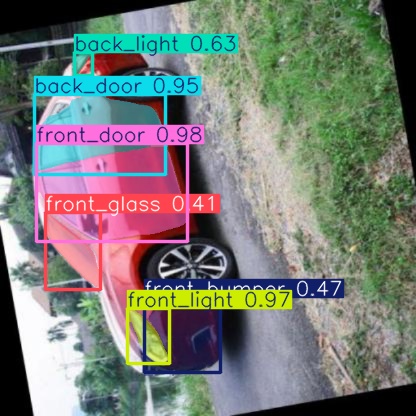 back_light 0.63
back_door 0.95
front_door 0.98
front_glass 0.41
front_bumper 0.47
front_light 0.97